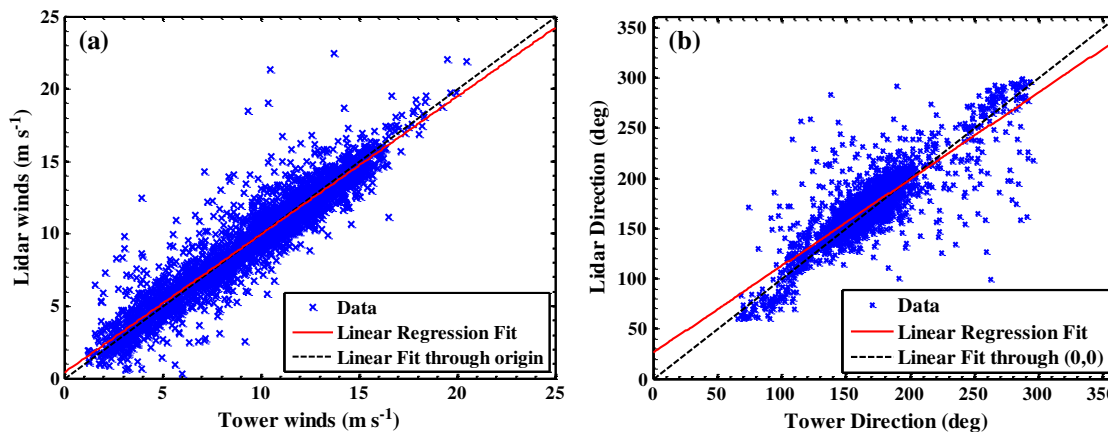 (a)
Lidar winds (m s-1)
25
20
15
10
5
0
0 5 10 15 20 25
Tower winds (m s-1)
Data
Linear Regression Fit
Linear Fit through origin
(b)
Lidar Direction (deg)
350
300
250
200
150
100
50
0
0 50 100 150 200 250 300 350
Tower Direction (deg)
Data
Linear Regression Fit
Linear Fit through (0,0)